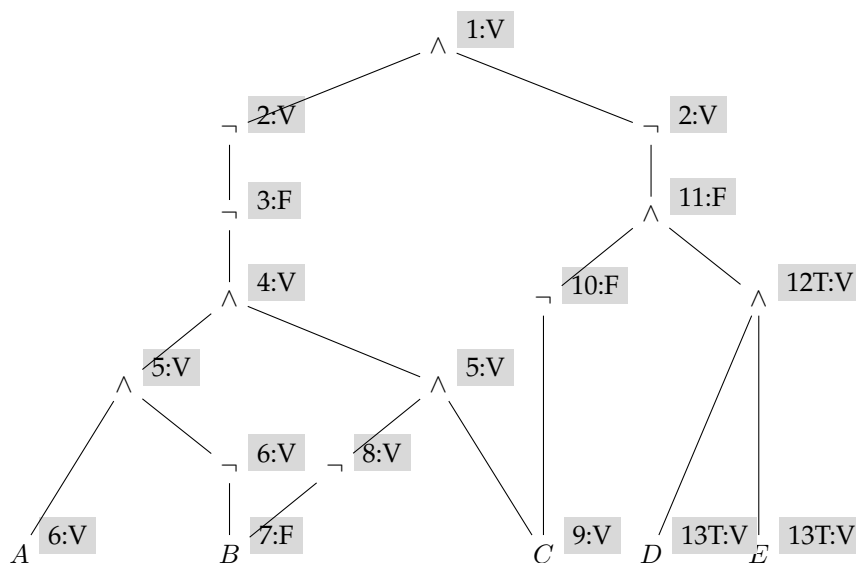 ∧ 1:V
¬ 2:V ¬ 2:V
¬ 3:F ∧ 11:F
∧ 4:V ¬ 10:F ∧ 12T:V
∧ 5:V ∧ 5:V
¬ 6:V ¬ 8:V
A 6:V B 7:F C 9:V D 13T:V E 13T:V